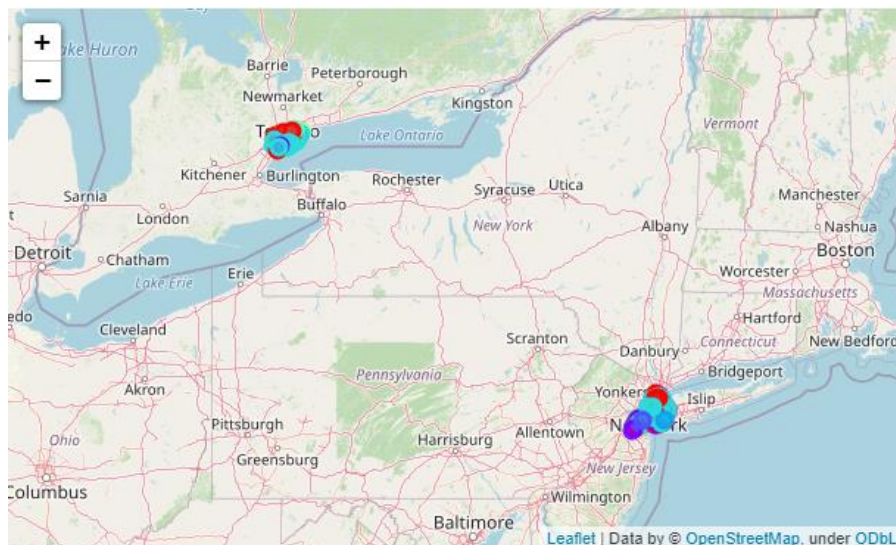 +
−
Lake Huron
Barrie
Peterborough
Newmarket
Kingston
Vermont
Lake Ontario
Kitchener
Burlington
Rochester
Syracuse
Utica
Manchester
Sarnia
London
Buffalo
New York
Albany
Nashua
Detroit
Chatham
Boston
Worcester
Lake Erie
Erie
Massachusetts
Hartford
Cleveland
Scranton
Danbury
Connecticut
New Bedford
Bridgeport
Akron
Pennsylvania
Yonkers
Islip
Pittsburgh
Allentown
Ohio
Harrisburg
Greensburg
New Jersey
Columbus
Wilmington
Baltimore
Leaflet | Data by © OpenStreetMap, under ODbL